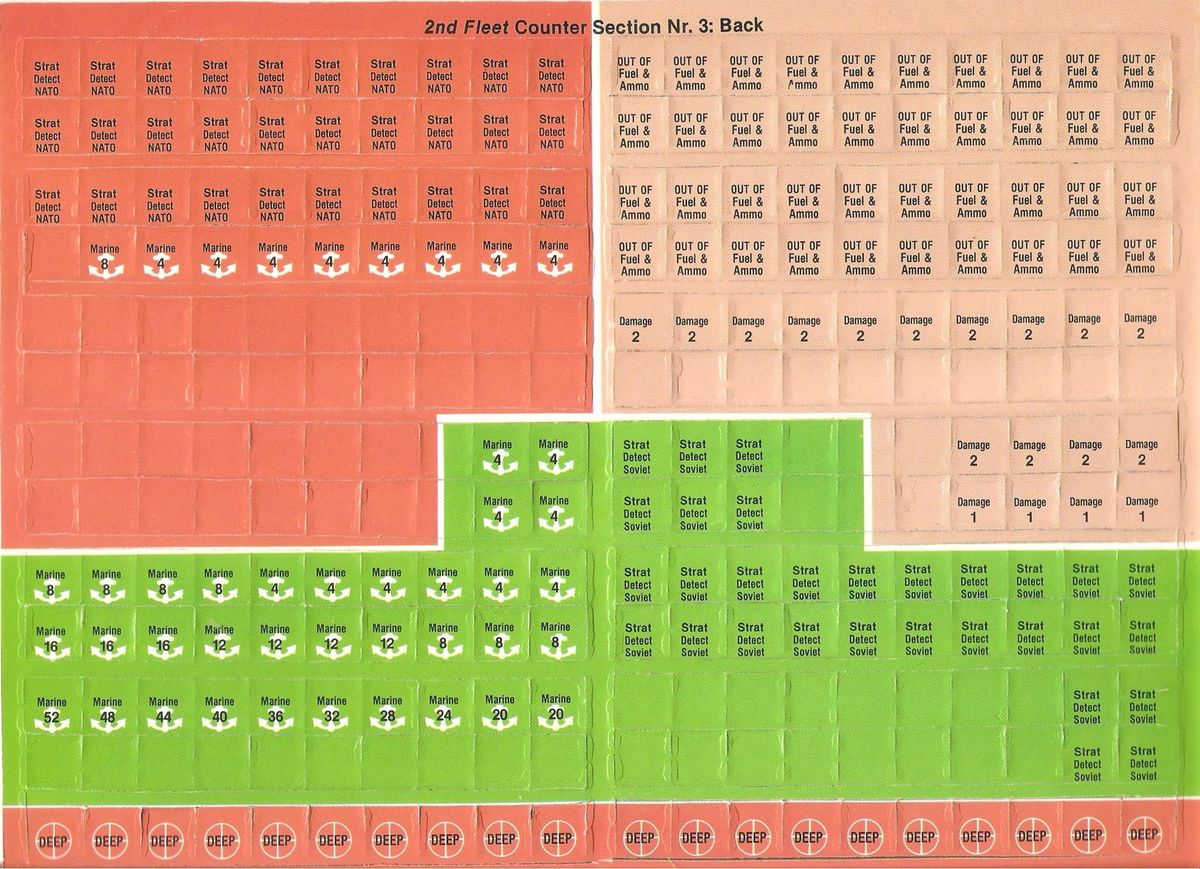 2nd Fleet Counter Section Nr. 3: Back
Strat Strat Strat Strat Strat Strat Strat Strat Strat Strat
Detect Detect Detect Detect Detect Detect Detect Detect Detect Detect
NATO NATO NATO NATO NATO NATO NATO NATO NATO NATO
OUT OF OUT OF OUT OF OUT OF OUT OF OUT OF OUT OF OUT OF OUT OF OUT OF
Fuel & Fuel & Fuel & Fuel & Fuel & Fuel & Fuel & Fuel & Fuel & Fuel &
Ammo Ammo Ammo Ammo Ammo Ammo Ammo Ammo Ammo Ammo
Strat Strat Strat Strat Strat Strat Strat Strat Strat Strat
Detect Detect Detect Detect Detect Detect Detect Detect Detect Detect
NATO NATO NATO NATO NATO NATO NATO NATO NATO NATO
OUT OF OUT OF OUT OF OUT OF OUT OF OUT OF OUT OF OUT OF OUT OF OUT OF
Fuel & Fuel & Fuel & Fuel & Fuel & Fuel & Fuel & Fuel & Fuel & Fuel &
Ammo Ammo Ammo Ammo Ammo Ammo Ammo Ammo Ammo Ammo
Strat Strat Strat Strat Strat Strat Strat Strat Strat Strat
Detect Detect Detect Detect Detect Detect Detect Detect Detect Detect
NATO NATO NATO NATO NATO NATO NATO NATO NATO NATO
OUT OF OUT OF OUT OF OUT OF OUT OF OUT OF OUT OF OUT OF OUT OF OUT OF
Fuel & Fuel & Fuel & Fuel & Fuel & Fuel & Fuel & Fuel & Fuel & Fuel &
Ammo Ammo Ammo Ammo Ammo Ammo Ammo Ammo Ammo Ammo
Marine Marine Marine Marine Marine Marine Marine Marine Marine
8 4 4 4 4 4 4 4 4
OUT OF OUT OF OUT OF OUT OF OUT OF OUT OF OUT OF OUT OF OUT OF OUT OF
Fuel & Fuel & Fuel & Fuel & Fuel & Fuel & Fuel & Fuel & Fuel & Fuel &
Ammo Ammo Ammo Ammo Ammo Ammo Ammo Ammo Ammo Ammo
Damage Damage Damage Damage Damage Damage Damage Damage Damage Damage
2 2 2 2 2 2 2 2 2 2
Marine Marine
4 4
Strat Strat Strat
Detect Detect Detect
Soviet Soviet Soviet
Damage Damage Damage Damage
2 2 2 2
Marine Marine
4 4
Strat Strat Strat
Detect Detect Detect
Soviet Soviet Soviet
Damage Damage Damage Damage
1 1 1 1
Marine Marine Marine Marine Marine Marine Marine Marine Marine Marine
8 8 8 8 4 4 4 4 4 4
Strat Strat Strat Strat Strat Strat Strat Strat Strat Strat
Detect Detect Detect Detect Detect Detect Detect Detect Detect Detect
Soviet Soviet Soviet Soviet Soviet Soviet Soviet Soviet Soviet Soviet
Marine Marine Marine Marine Marine Marine Marine Marine Marine Marine
16 16 16 12 12 12 12 8 8 8
Strat Strat Strat Strat Strat Strat Strat Strat Strat Strat
Detect Detect Detect Detect Detect Detect Detect Detect Detect Detect
Soviet Soviet Soviet Soviet Soviet Soviet Soviet Soviet Soviet Soviet
Marine Marine Marine Marine Marine Marine Marine Marine Marine Marine
52 48 44 40 36 32 28 24 20 20
Strat Strat
Detect Detect
Soviet Soviet
Strat Strat
Detect Detect
Soviet Soviet
DEEP DEEP DEEP DEEP DEEP DEEP DEEP DEEP DEEP DEEP DEEP DEEP DEEP DEEP DEEP DEEP DEEP DEEP DEEP DEEP